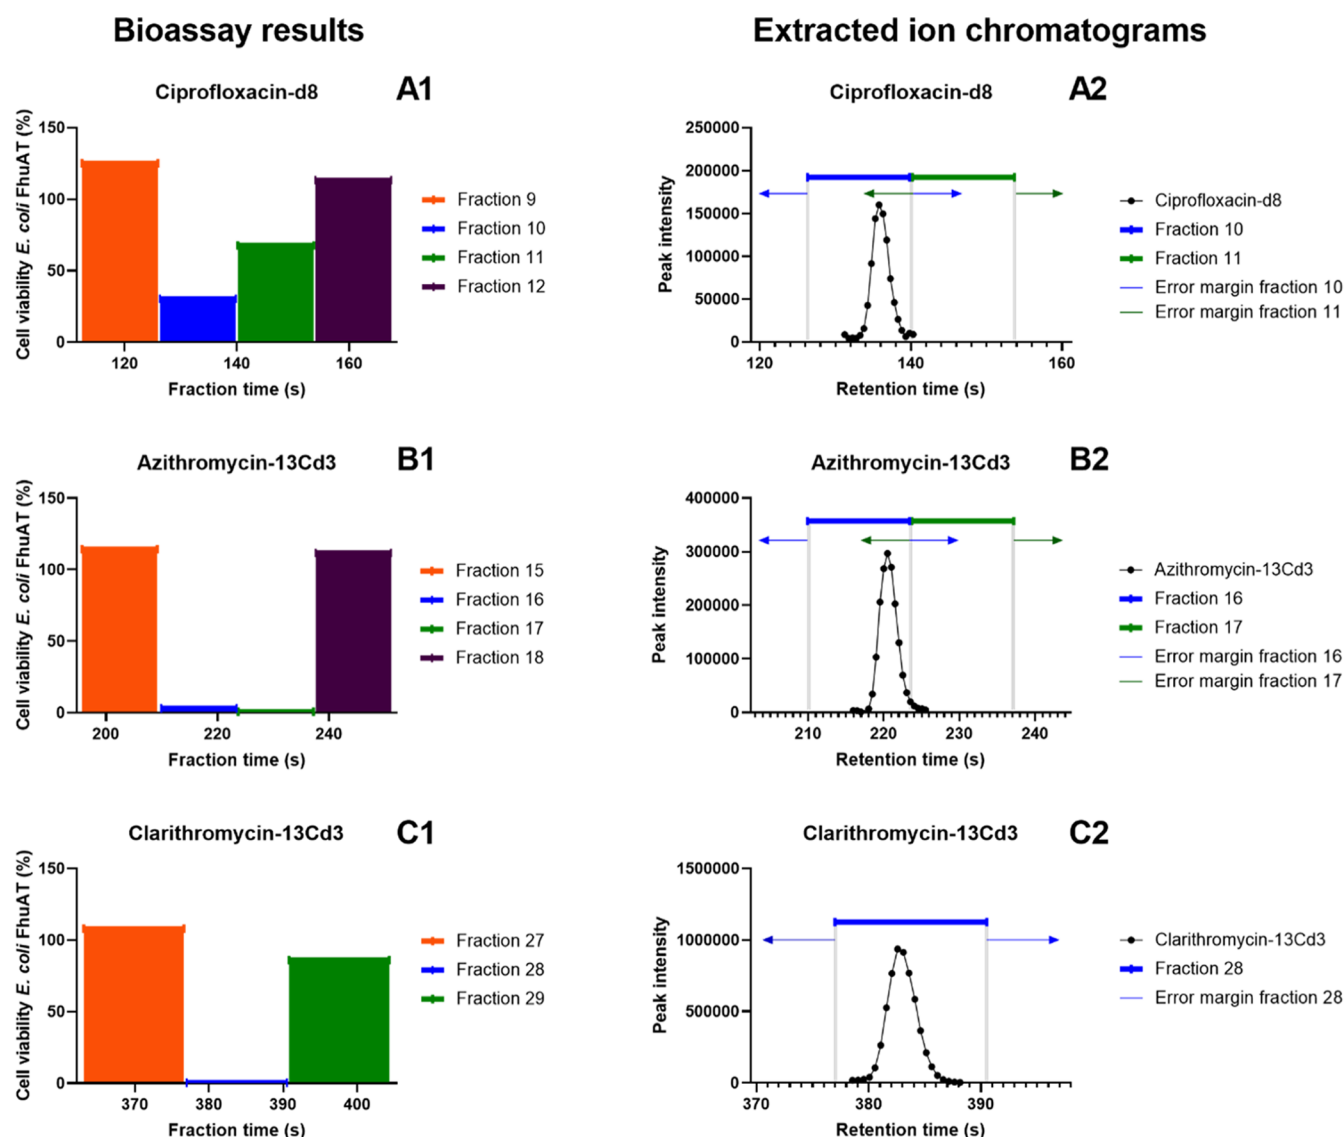 Bioassay results
Extracted ion chromatograms
Ciprofloxacin-d8
A1
Cell viability E. coli FhuAT (%)
150
100
50
0
120 140 160
Fraction time (s)
Fraction 9
Fraction 10
Fraction 11
Fraction 12
Ciprofloxacin-d8
A2
Peak intensity
250000
200000
150000
100000
50000
0
120 140 160
Retention time (s)
Ciprofloxacin-d8
Fraction 10
Fraction 11
Error margin fraction 10
Error margin fraction 11
Azithromycin-13Cd3
B1
Cell viability E. coli FhuAT (%)
150
100
50
0
200 220 240
Fraction time (s)
Fraction 15
Fraction 16
Fraction 17
Fraction 18
Azithromycin-13Cd3
B2
Peak intensity
400000
300000
200000
100000
0
210 220 230 240
Retention time (s)
Azithromycin-13Cd3
Fraction 16
Fraction 17
Error margin fraction 16
Error margin fraction 17
Clarithromycin-13Cd3
C1
Cell viability E. coli FhuAT (%)
150
100
50
0
370 380 390 400
Fraction time (s)
Fraction 27
Fraction 28
Fraction 29
Clarithromycin-13Cd3
C2
Peak intensity
1500000
1000000
500000
0
370 380 390
Retention time (s)
Clarithromycin-13Cd3
Fraction 28
Error margin fraction 28